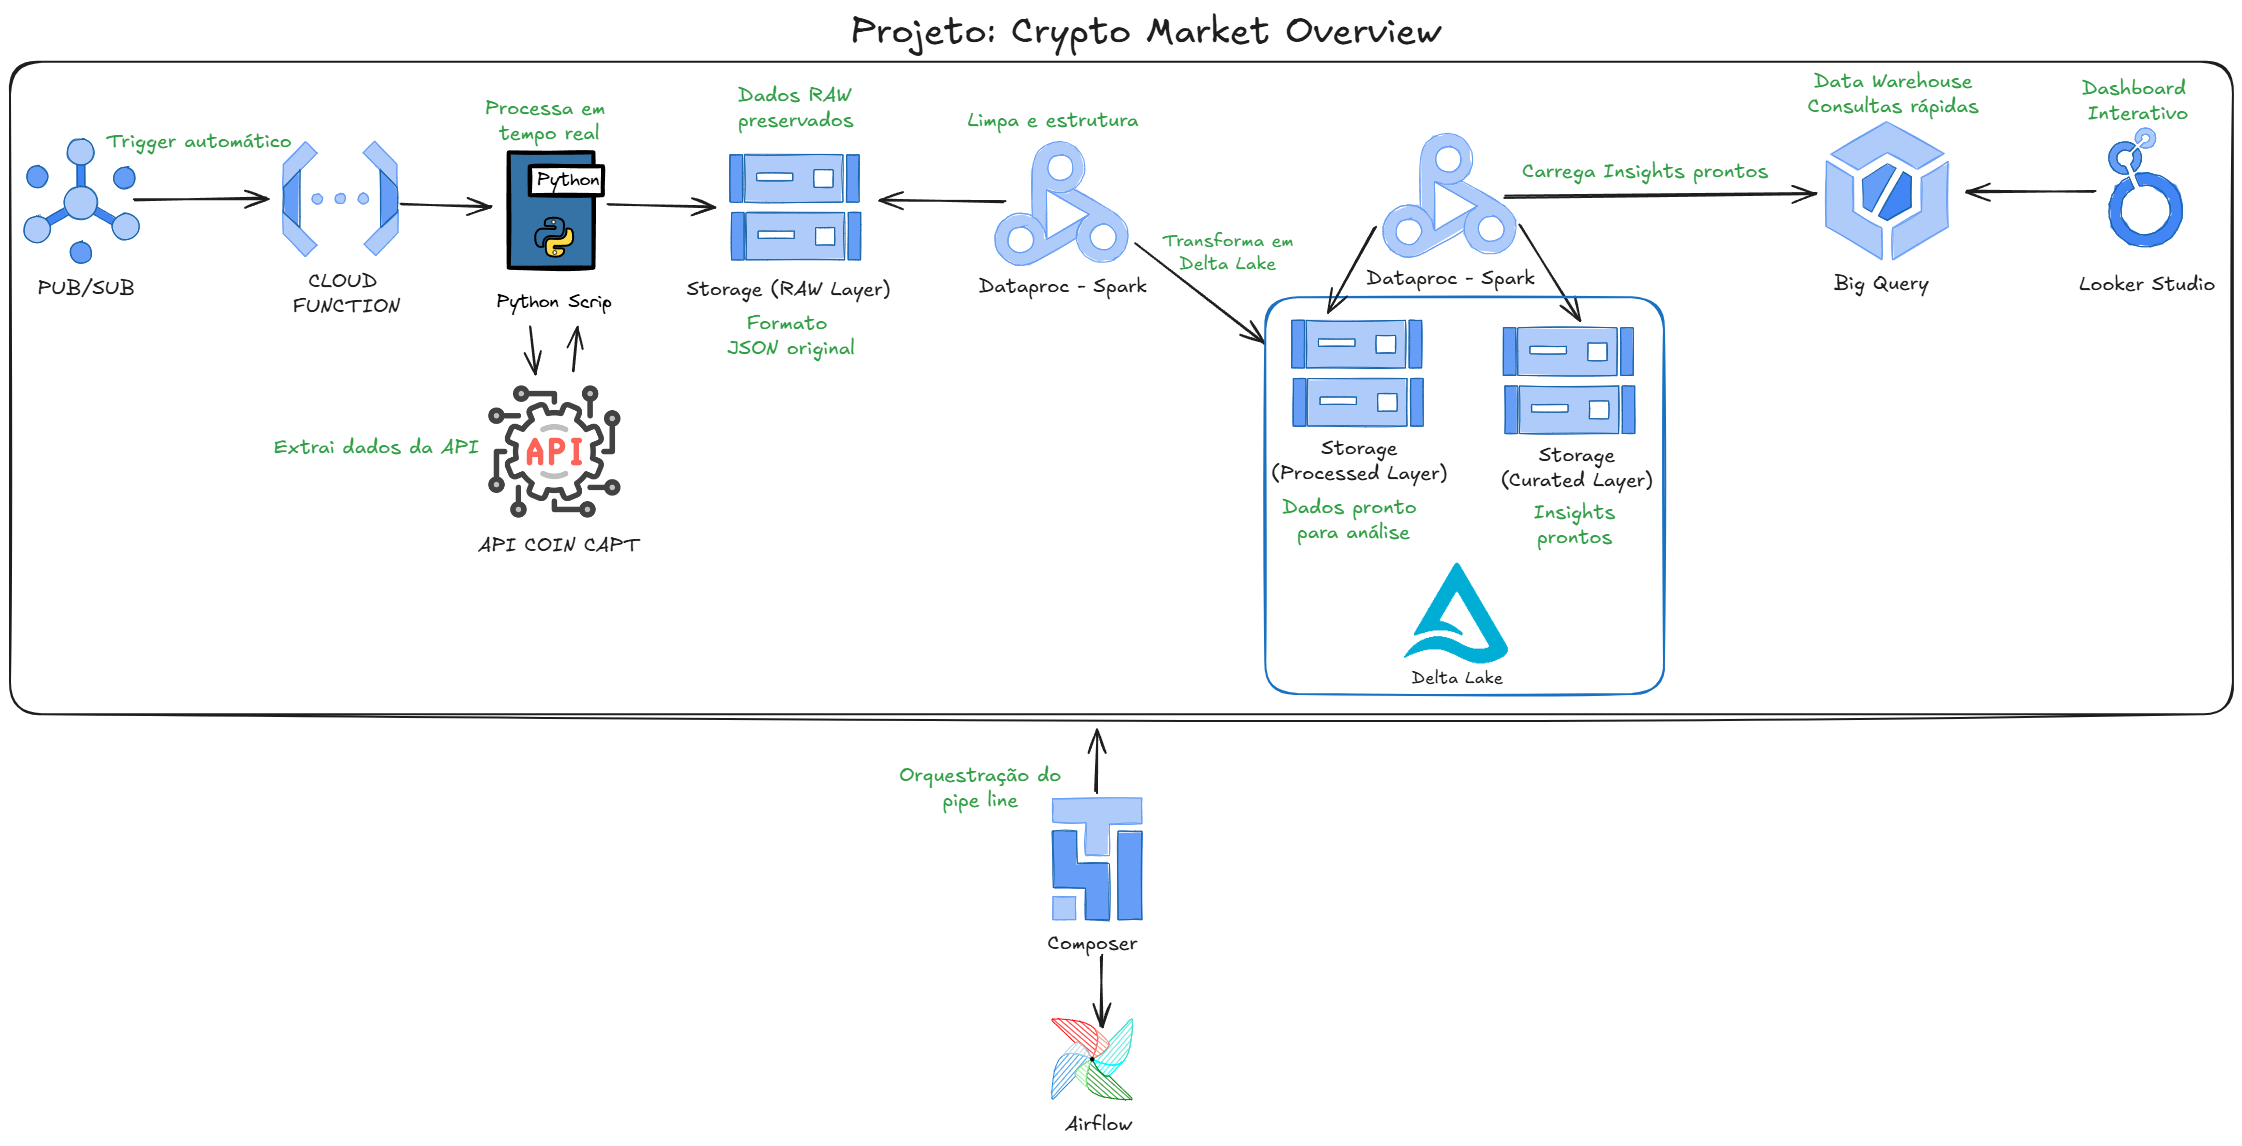 Projeto: Crypto Market Overview
Trigger automático
PUB/SUB
CLOUD
FUNCTION
Processa em
tempo real
Python
Python Scrip
Extrai dados da API
API
API COIN CAPT
Dados RAW
preservados
Storage (RAW Layer)
Formato
JSON original
Limpa e estrutura
Dataproc - Spark
Transforma em
Delta Lake
Dataproc - Spark
Carrega Insights prontos
Storage
(Processed Layer)
Dados pronto
para análise
Storage
(Curated Layer)
Insights
prontos
Delta Lake
Data Warehouse
Consultas rápidas
Big Query
Dashboard
Interativo
Looker Studio
Orquestração do
pipe line
Composer
Airflow